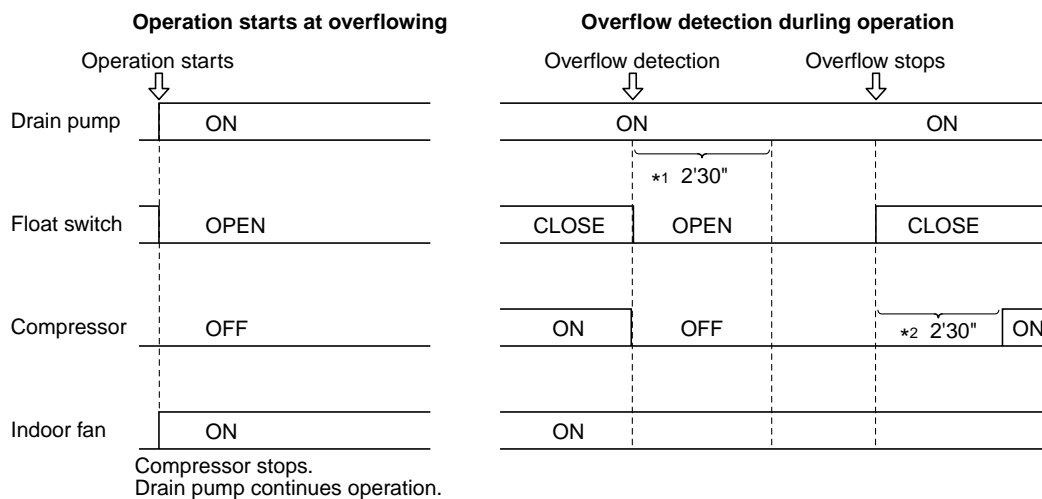 Operation starts at overflowing
Overflow detection durling operation
Operation starts
Overflow detection
Overflow stops
Drain pump
ON
ON
ON
*1 2'30"
Float switch
OPEN
CLOSE
OPEN
CLOSE
Compressor
OFF
ON
OFF
*2 2'30"
ON
Indoor fan
ON
ON
Compressor stops.
Drain pump continues operation.